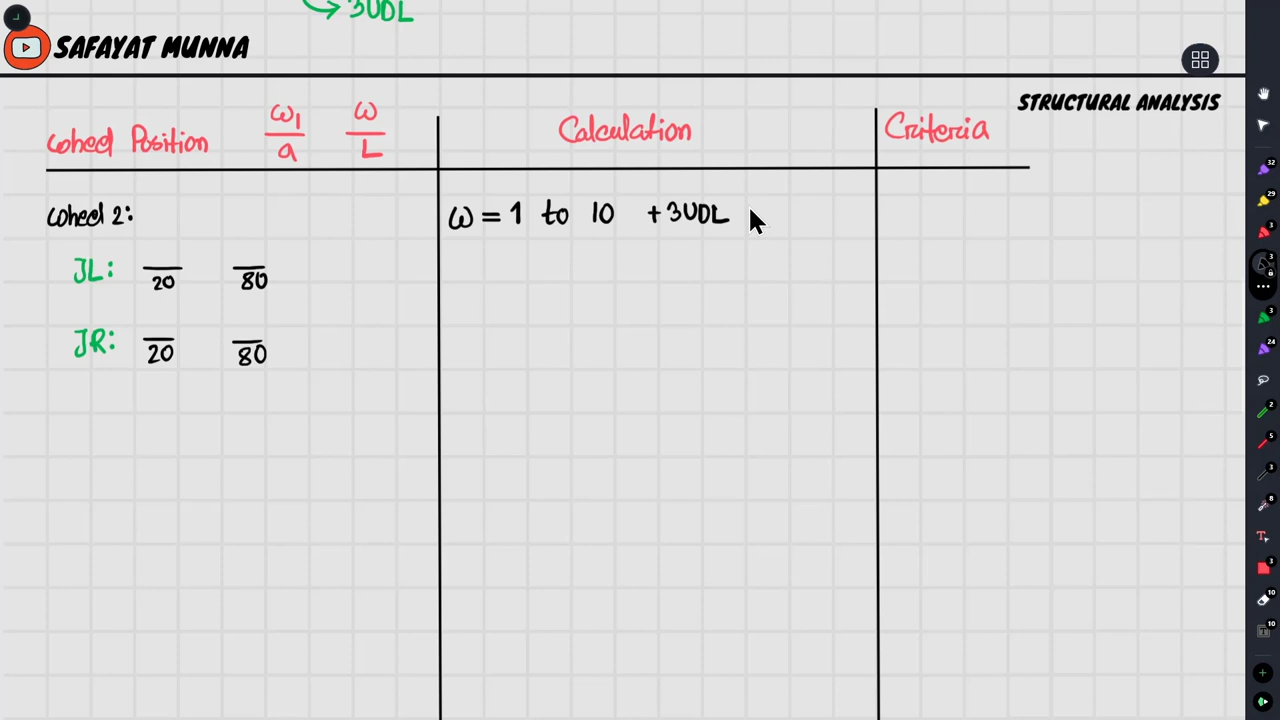 3UDL
SAFAYAT MUNNA
STRUCTURAL ANALYSIS
Wheel Position ω1/a ω/L Calculation Criteria
Wheel 2: ω = 1 to 10 + 3UDL
JL: /20 /80
JR: /20 /80